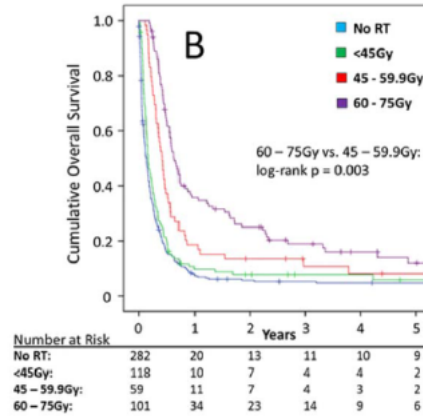 B
No RT
<45Gy
45 - 59.9Gy
60 - 75Gy
60 – 75Gy vs. 45 – 59.9Gy:
log-rank p = 0.003
Cumulative Overall Survival
1.0
0.8
0.6
0.4
0.2
0
0 1 2 3 4 5
Years
Number at Risk
No RT: 282 20 13 11 10 9
<45Gy: 118 10 7 4 4 2
45 – 59.9Gy: 59 11 7 4 3 2
60 – 75Gy: 101 34 23 14 9 6